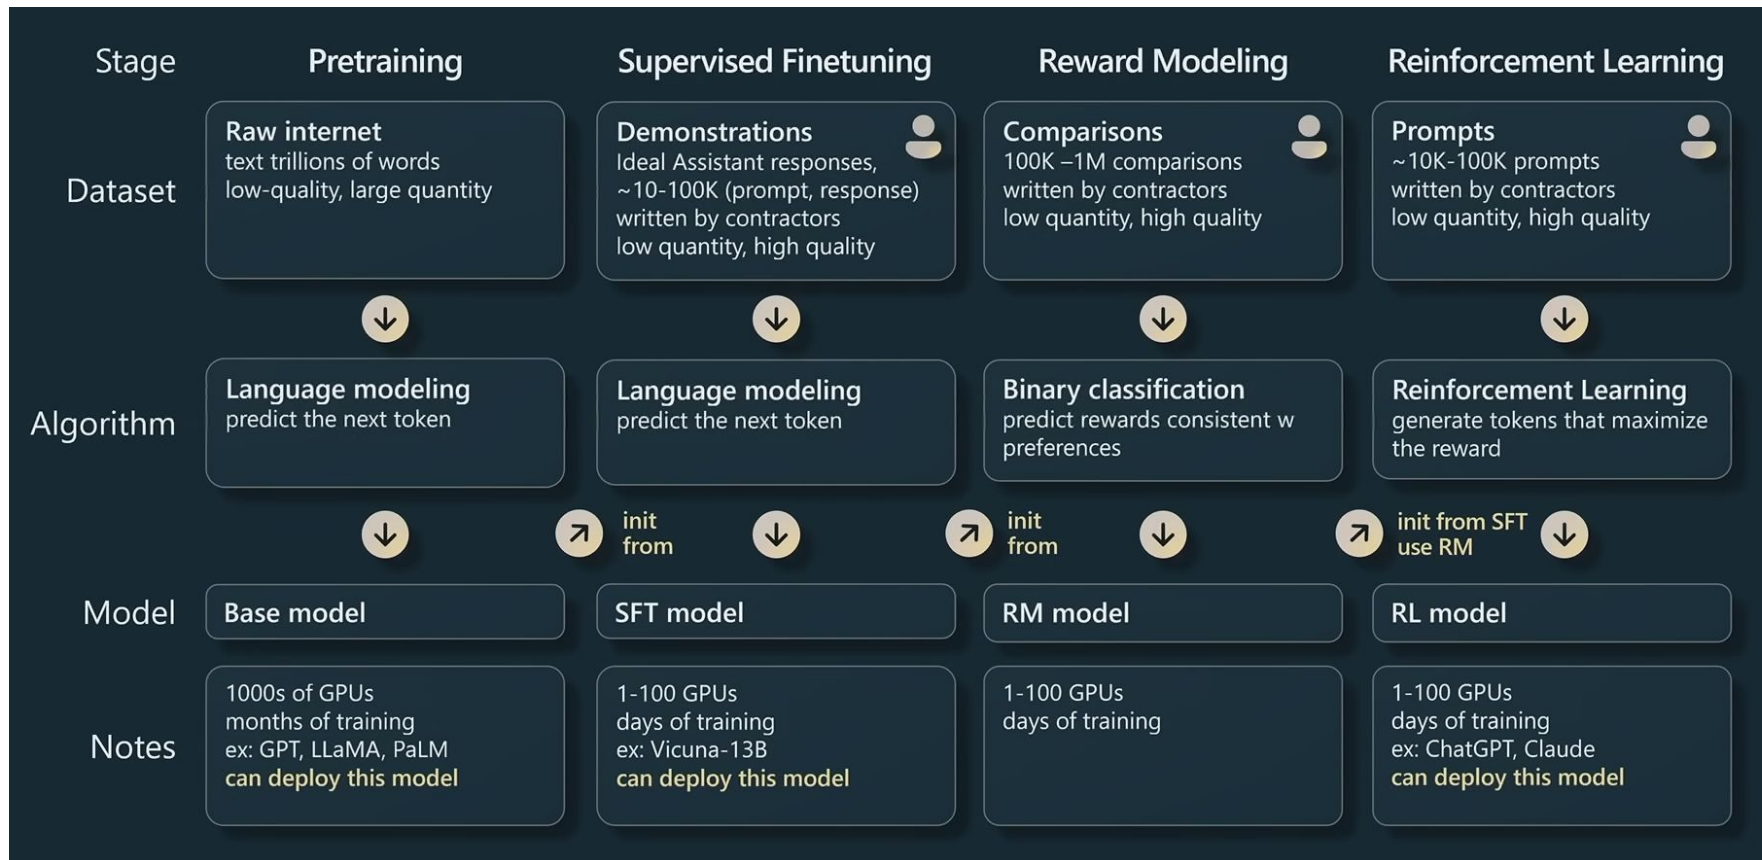 Stage
Pretraining
Supervised Finetuning
Reward Modeling
Reinforcement Learning
Dataset
Raw internet
text trillions of words
low-quality, large quantity
Demonstrations
Ideal Assistant responses,
~10-100K (prompt, response)
written by contractors
low quantity, high quality
Comparisons
100K –1M comparisons
written by contractors
low quantity, high quality
Prompts
~10K-100K prompts
written by contractors
low quantity, high quality
Algorithm
Language modeling
predict the next token
Language modeling
predict the next token
Binary classification
predict rewards consistent w
preferences
Reinforcement Learning
generate tokens that maximize
the reward
init
from
init
from
init from SFT
use RM
Model
Base model
SFT model
RM model
RL model
Notes
1000s of GPUs
months of training
ex: GPT, LLaMA, PaLM
can deploy this model
1-100 GPUs
days of training
ex: Vicuna-13B
can deploy this model
1-100 GPUs
days of training
1-100 GPUs
days of training
ex: ChatGPT, Claude
can deploy this model